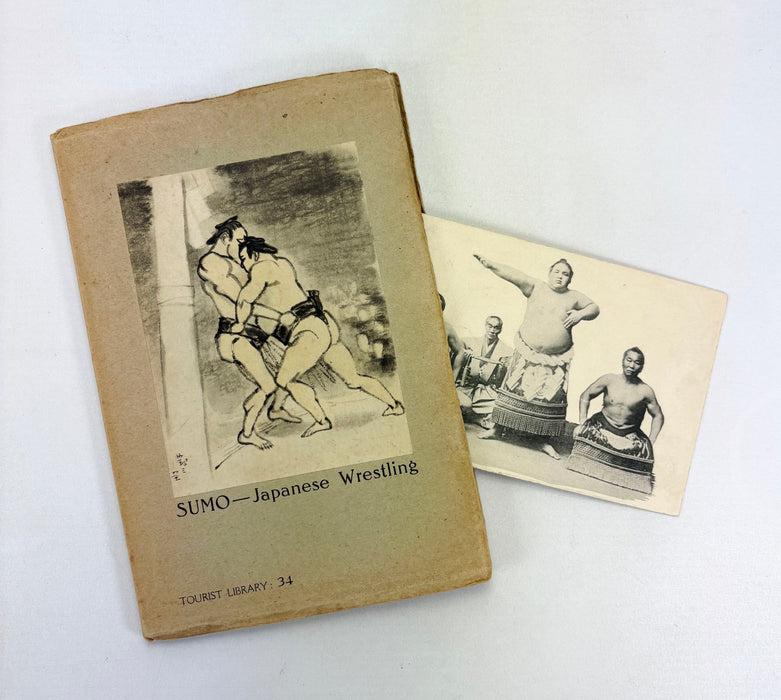 SUMO—Japanese Wrestling
TOURIST LIBRARY: 34